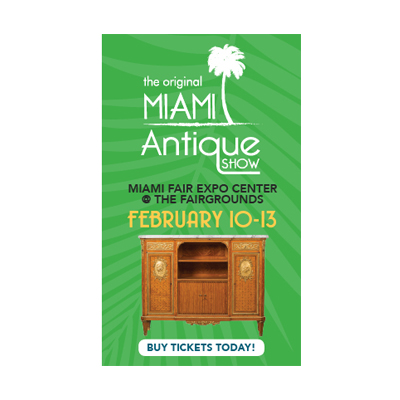 the original
MIAMI
Antique
SHOW
MIAMI FAIR EXPO CENTER
@ THE FAIRGROUNDS
FEBRUARY 10-13
BUY TICKETS TODAY!